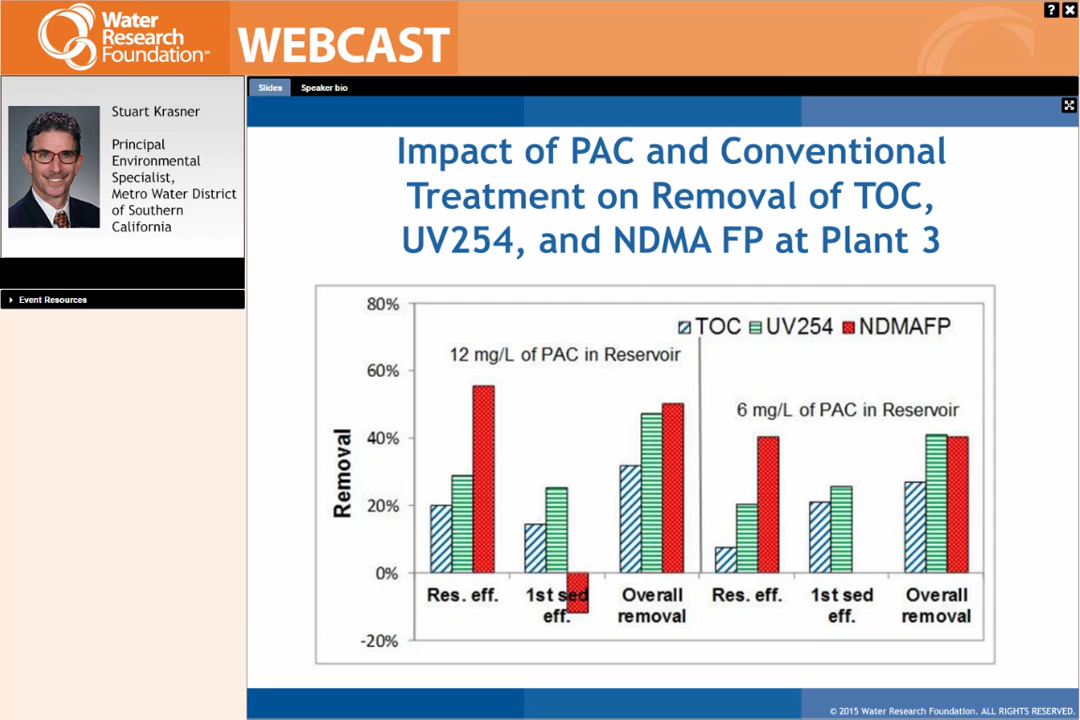 Water
Research
Foundation℠
WEBCAST
?
Stuart Krasner
Principal
Environmental
Specialist,
Metro Water District
of Southern
California
Event Resources
Slides
Speaker bio
Impact of PAC and Conventional
Treatment on Removal of TOC,
UV254, and NDMA FP at Plant 3
80%
60%
40%
20%
0%
-20%
Removal
TOC UV254 NDMAFP
12 mg/L of PAC in Reservoir
6 mg/L of PAC in Reservoir
Res. eff.
1st sed
eff.
Overall
removal
Res. eff.
1st sed
eff.
Overall
removal
© 2015 Water Research Foundation. ALL RIGHTS RESERVED.